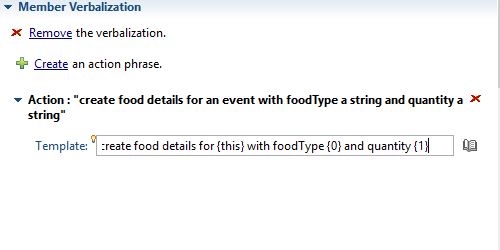 Member Verbalization
Remove the verbalization.
Create an action phrase.
Action : "create food details for an event with foodType a string and quantity a
string"
Template: create food details for {this} with foodType {0} and quantity {1}